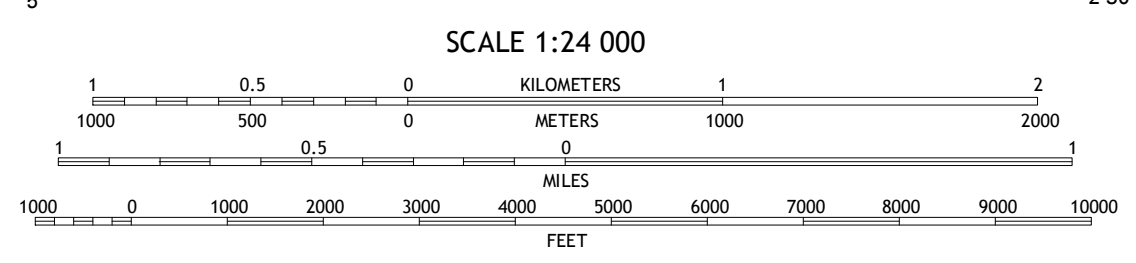 SCALE 1:24 000
1 0.5 0 KILOMETERS 1 2
1000 500 0 METERS 1000 2000
1 0.5 0 1
MILES
1000 0 1000 2000 3000 4000 5000 6000 7000 8000 9000 10000
FEET